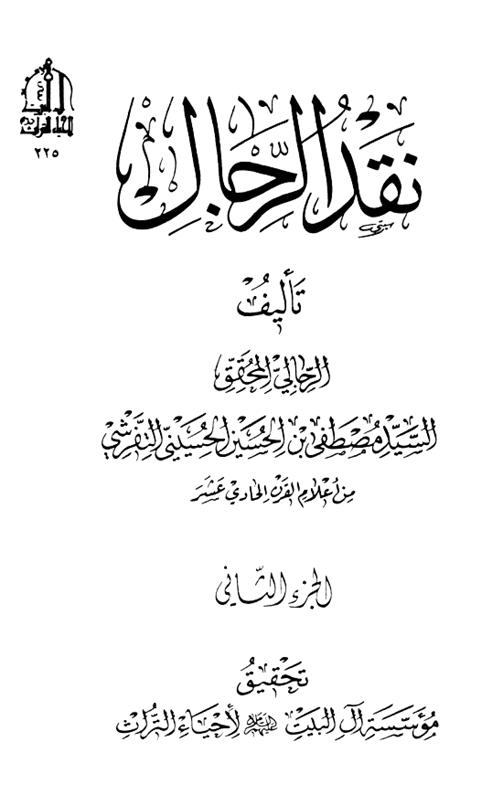 ٢٢٥
نقد الرجال
تأليف
الرجالي المحقق
السيد مصطفى بن الحسين الحسيني التفرشي
من أعلام القرن الحادي عشر
الجزء الثاني
تحقيق
مؤسسة آل البيت عليهم السلام لإحياء التراث